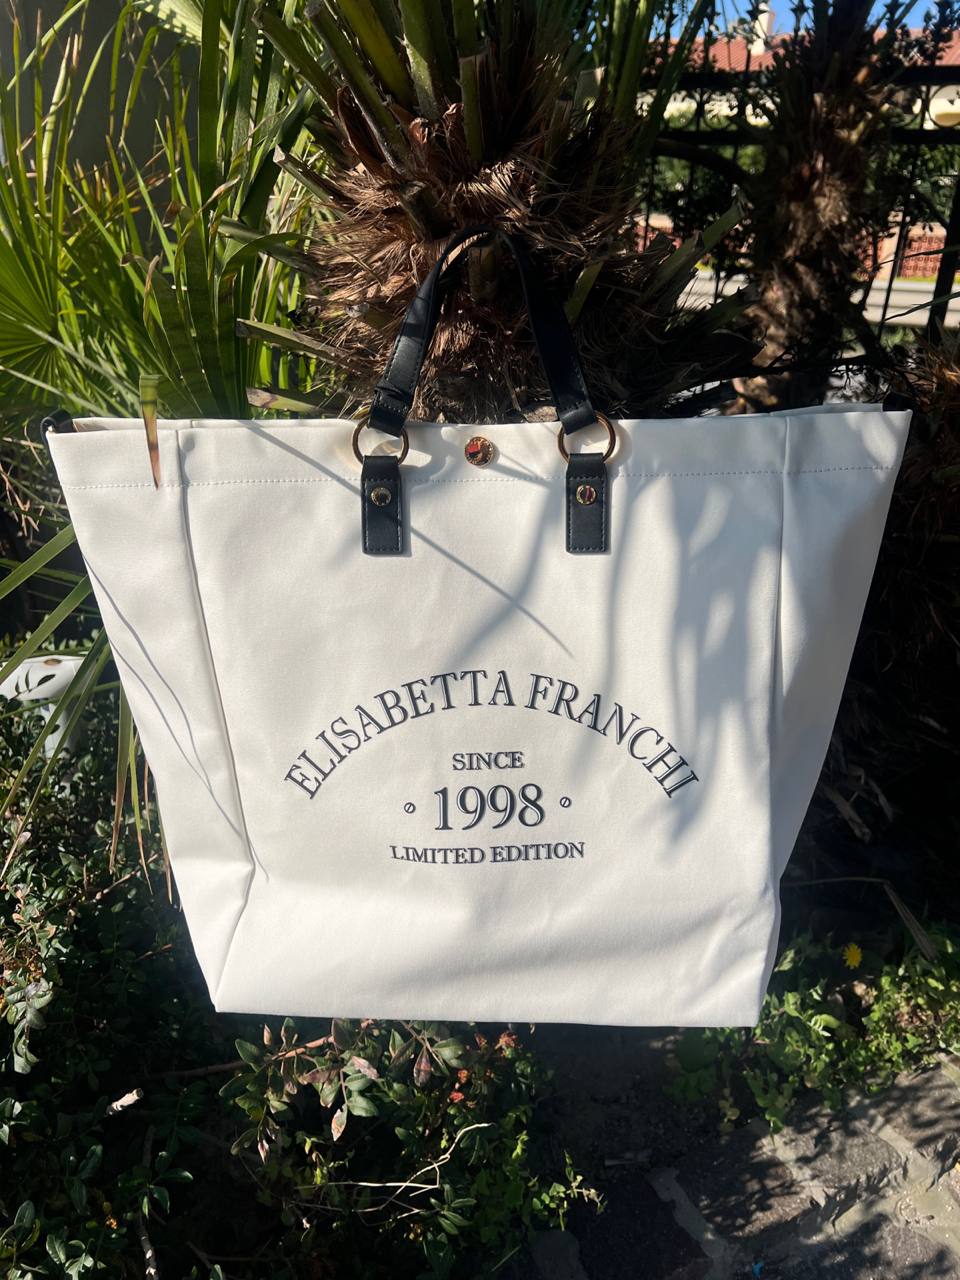 ELISABETTA FRANCHI
SINCE
1998
LIMITED EDITION